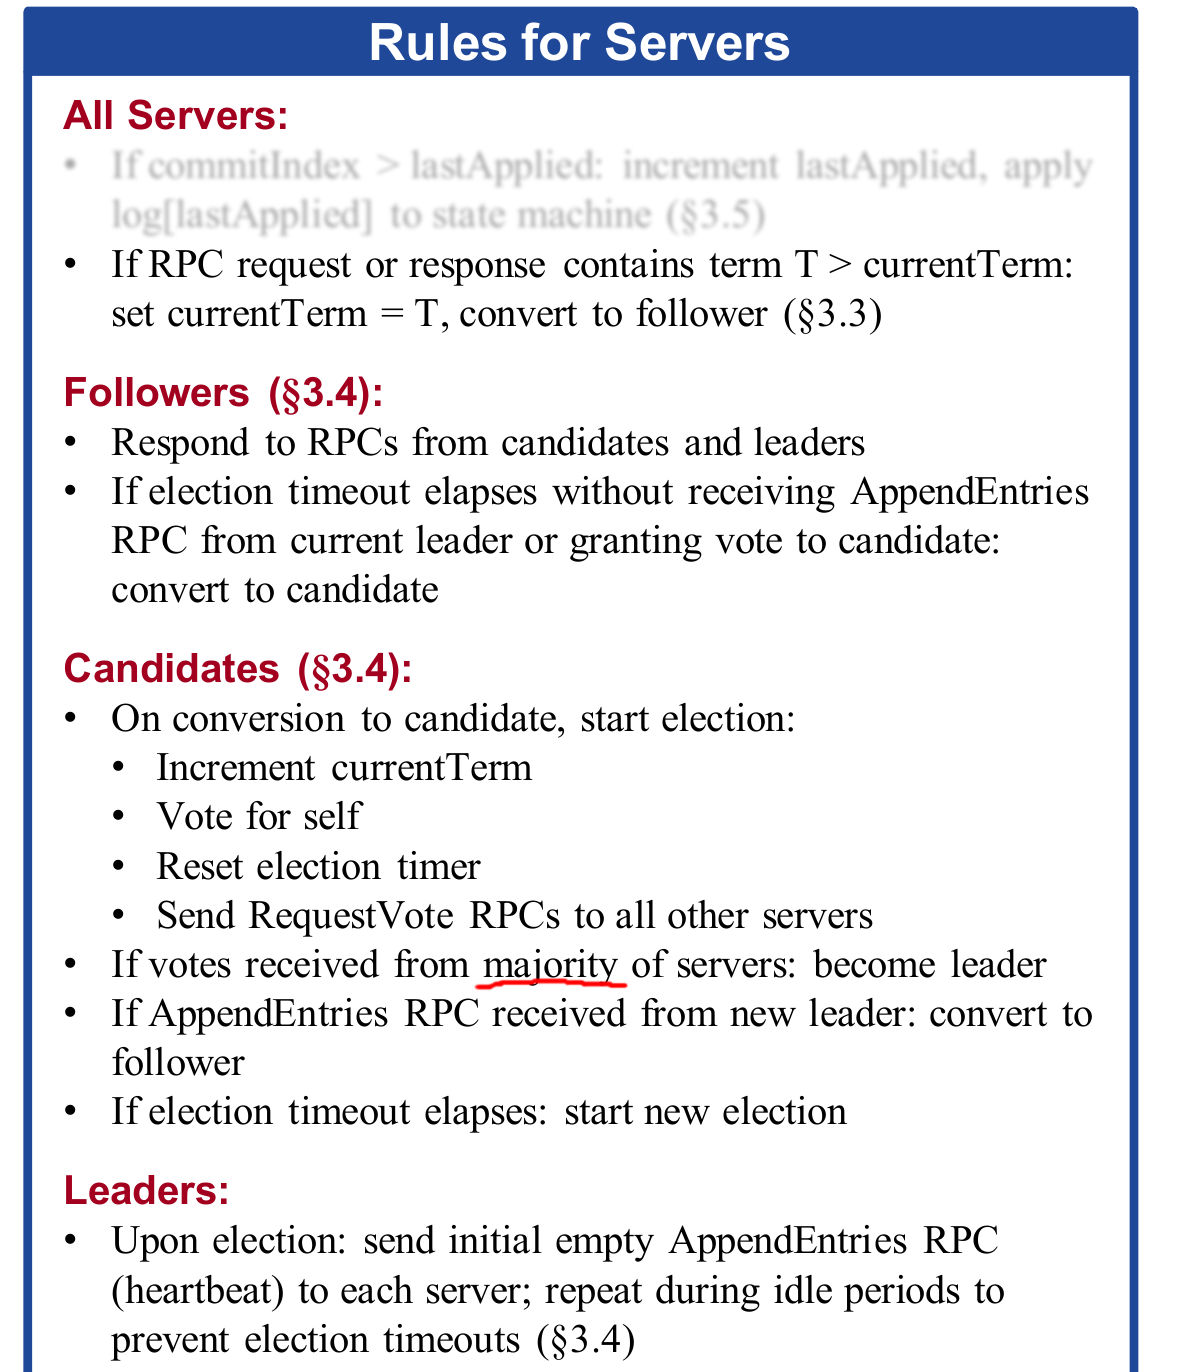 Rules for Servers
All Servers:
• If commitIndex > lastApplied: increment lastApplied, apply
log[lastApplied] to state machine (§3.5)
• If RPC request or response contains term T > currentTerm:
set currentTerm = T, convert to follower (§3.3)
Followers (§3.4):
• Respond to RPCs from candidates and leaders
• If election timeout elapses without receiving AppendEntries
RPC from current leader or granting vote to candidate:
convert to candidate
Candidates (§3.4):
• On conversion to candidate, start election:
• Increment currentTerm
• Vote for self
• Reset election timer
• Send RequestVote RPCs to all other servers
• If votes received from majority of servers: become leader
• If AppendEntries RPC received from new leader: convert to
follower
• If election timeout elapses: start new election
Leaders:
• Upon election: send initial empty AppendEntries RPC
(heartbeat) to each server; repeat during idle periods to
prevent election timeouts (§3.4)